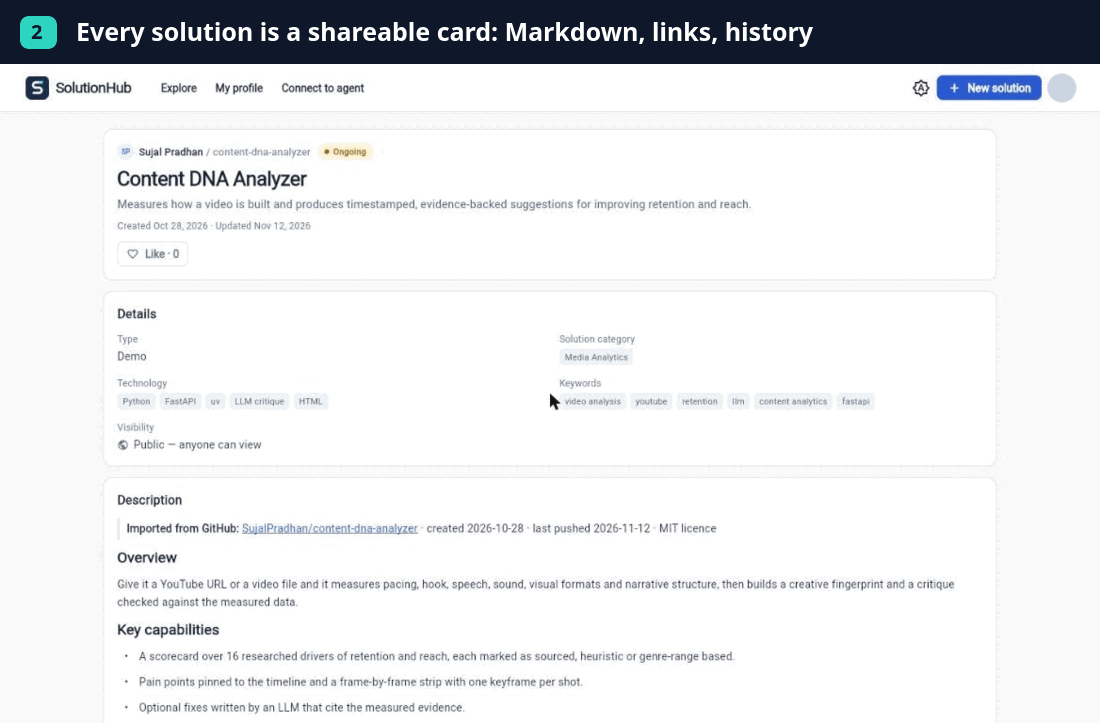 2 Every solution is a shareable card: Markdown, links, history
S SolutionHub Explore My profile Connect to agent A + New solution
SP Sujal Pradhan / content-dna-analyzer Ongoing
Content DNA Analyzer
Measures how a video is built and produces timestamped, evidence-backed suggestions for improving retention and reach.
Created Oct 28, 2026 · Updated Nov 12, 2026
Like · 0
Details
Type Solution category
Demo Media Analytics
Technology Keywords
Python FastAPI uv LLM critique HTML video analysis youtube retention llm content analytics fastapi
Visibility
Public — anyone can view
Description
Imported from GitHub: SujalPradhan/content-dna-analyzer · created 2026-10-28 · last pushed 2026-11-12 · MIT licence
Overview
Give it a YouTube URL or a video file and it measures pacing, hook, speech, sound, visual formats and narrative structure, then builds a creative fingerprint and a critique
checked against the measured data.
Key capabilities
• A scorecard over 16 researched drivers of retention and reach, each marked as sourced, heuristic or genre-range based.
• Pain points pinned to the timeline and a frame-by-frame strip with one keyframe per shot.
• Optional fixes written by an LLM that cite the measured evidence.